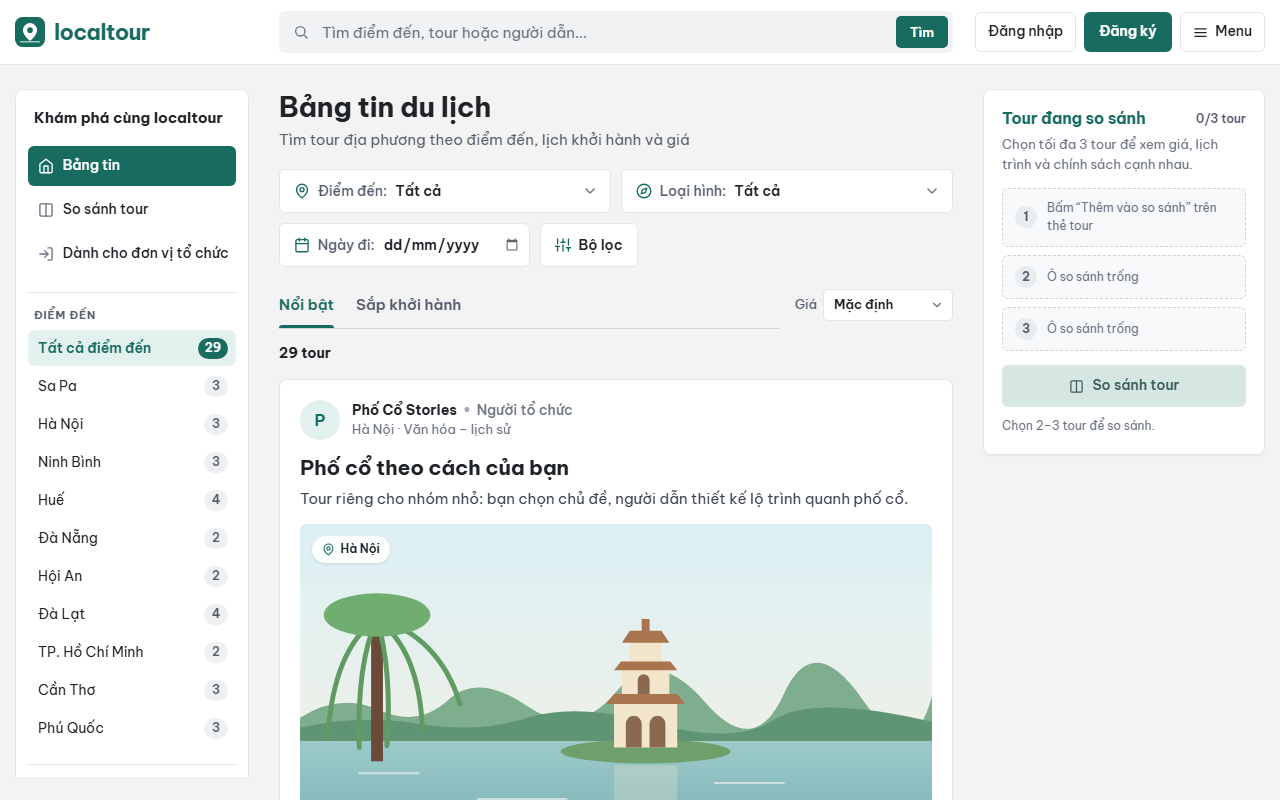 localtour
Tìm điểm đến, tour hoặc người dẫn...
Tìm
Đăng nhập
Đăng ký
Menu
Khám phá cùng localtour
Bảng tin
So sánh tour
Dành cho đơn vị tổ chức
ĐIỂM ĐẾN
Tất cả điểm đến 29
Sa Pa 3
Hà Nội 3
Ninh Bình 3
Huế 4
Đà Nẵng 2
Hội An 2
Đà Lạt 4
TP. Hồ Chí Minh 2
Cần Thơ 3
Phú Quốc 3
Bảng tin du lịch
Tìm tour địa phương theo điểm đến, lịch khởi hành và giá
Điểm đến: Tất cả
Loại hình: Tất cả
Ngày đi: dd/mm/yyyy
Bộ lọc
Nổi bật
Sắp khởi hành
Giá
Mặc định
29 tour
P
Phố Cổ Stories • Người tổ chức
Hà Nội · Văn hóa – lịch sử
Phố cổ theo cách của bạn
Tour riêng cho nhóm nhỏ: bạn chọn chủ đề, người dẫn thiết kế lộ trình quanh phố cổ.
Hà Nội
Tour đang so sánh
0/3 tour
Chọn tối đa 3 tour để xem giá, lịch
trình và chính sách cạnh nhau.
1
Bấm “Thêm vào so sánh” trên
thẻ tour
2 Ô so sánh trống
3 Ô so sánh trống
So sánh tour
Chọn 2–3 tour để so sánh.